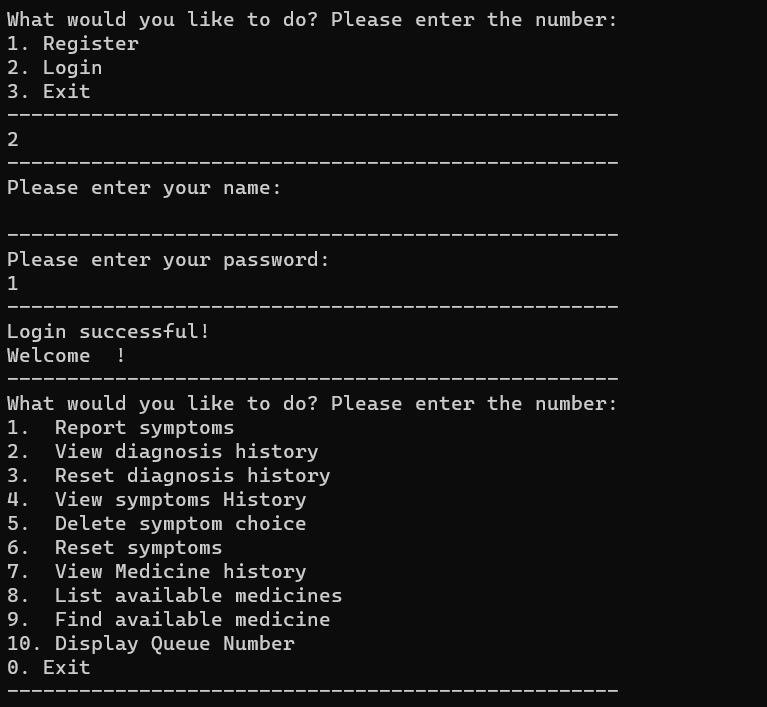 What would you like to do? Please enter the number:
1. Register
2. Login
3. Exit
---------------------------------------------------
2
---------------------------------------------------
Please enter your name:

---------------------------------------------------
Please enter your password:
1
---------------------------------------------------
Login successful!
Welcome  !
---------------------------------------------------
What would you like to do? Please enter the number:
1.  Report symptoms
2.  View diagnosis history
3.  Reset diagnosis history
4.  View symptoms History
5.  Delete symptom choice
6.  Reset symptoms
7.  View Medicine history
8.  List available medicines
9.  Find available medicine
10. Display Queue Number
0. Exit
---------------------------------------------------